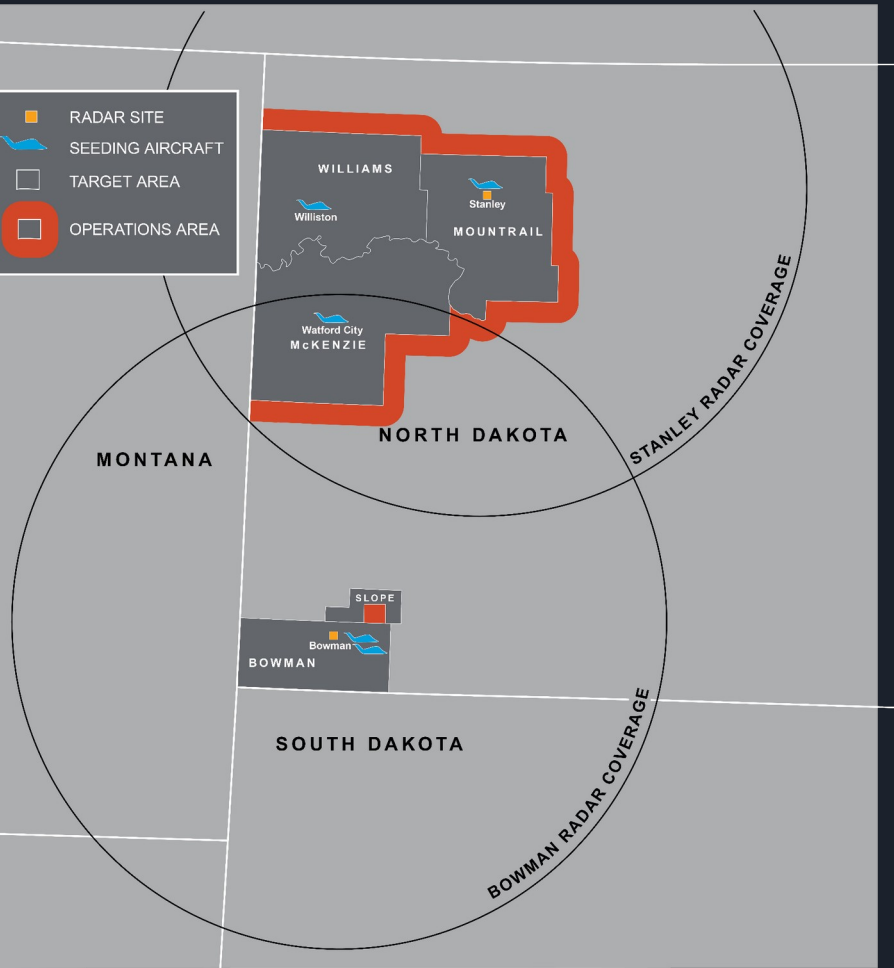 RADAR SITE
SEEDING AIRCRAFT
TARGET AREA
OPERATIONS AREA
WILLIAMS
Williston
Stanley
MOUNTRAIL
Watford City
McKENZIE
STANLEY RADAR COVERAGE
NORTH DAKOTA
MONTANA
SLOPE
Bowman
BOWMAN
SOUTH DAKOTA
BOWMAN RADAR COVERAGE